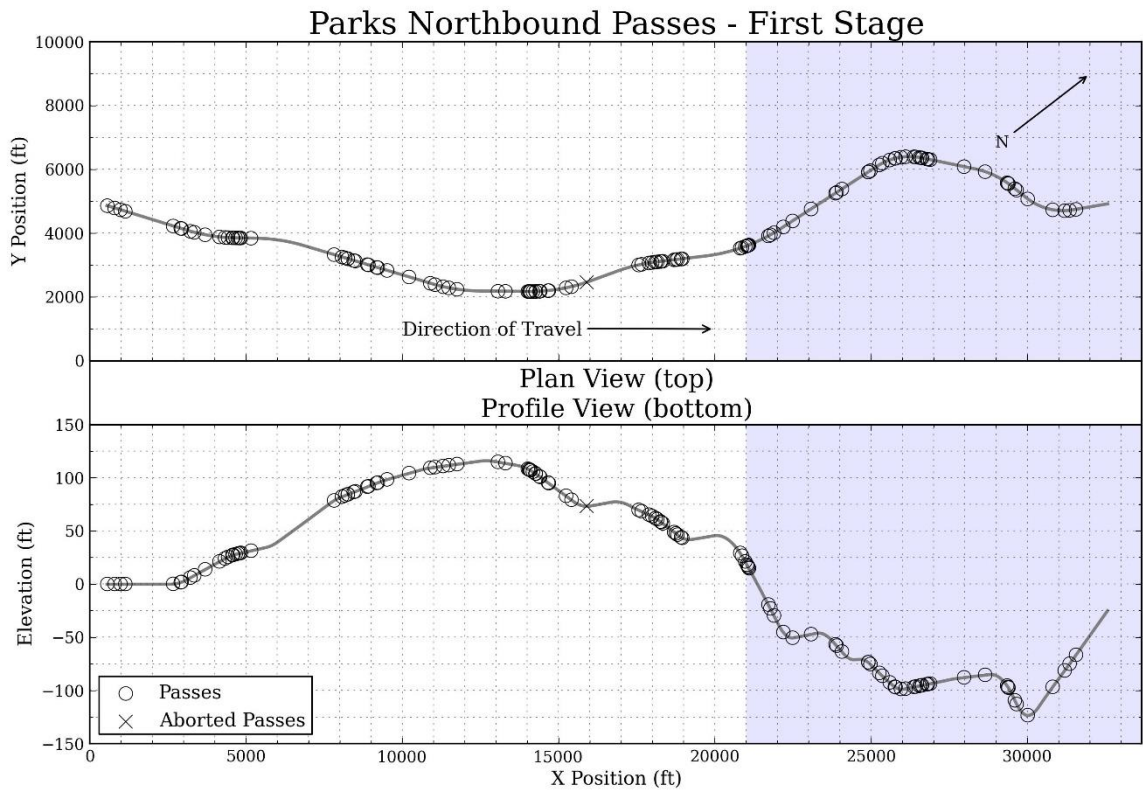 Parks Northbound Passes - First Stage
10000
8000
6000
4000
2000
0
Y Position (ft)
N
Direction of Travel
Plan View (top)
Profile View (bottom)
150
100
50
0
−50
−100
−150
Elevation (ft)
Passes
Aborted Passes
0 5000 10000 15000 20000 25000 30000
X Position (ft)